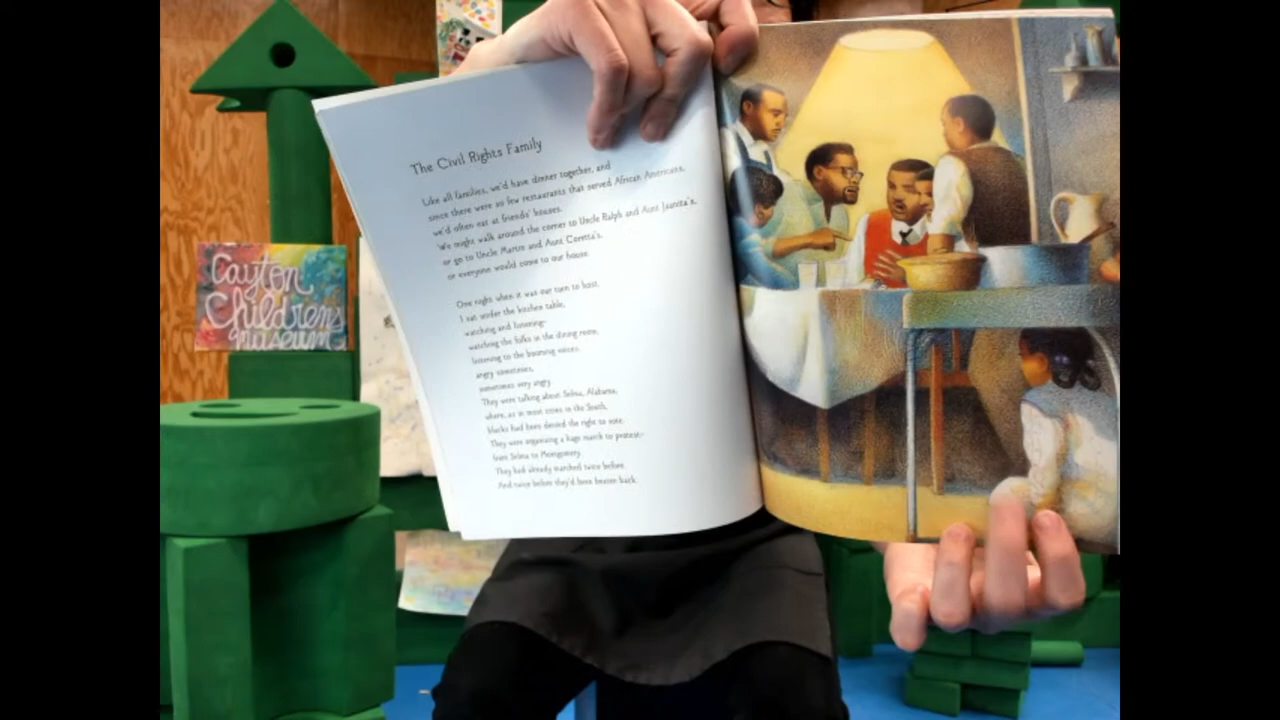 The Civil Rights Family
Like all families, we'd have dinner together, and
since there were so few restaurants that served African Americans,
we'd often eat at friends' houses.
We might walk around the corner to Uncle Ralph and Aunt Juanita's,
or go to Uncle Martin and Aunt Coretta's,
or everyone would come to our house.
One night when it was our turn to host,
I sat under the kitchen table,
watching and listening–
watching the folks in the dining room,
listening to the booming voices,
angry sometimes,
sometimes very angry.
They were talking about Selma, Alabama,
where, as in most cities in the South,
blacks had been denied the right to vote.
They were organizing a huge march to protest–
from Selma to Montgomery.
They had already marched twice before.
And twice before they'd been beaten back.
Cayton
Children's
museum